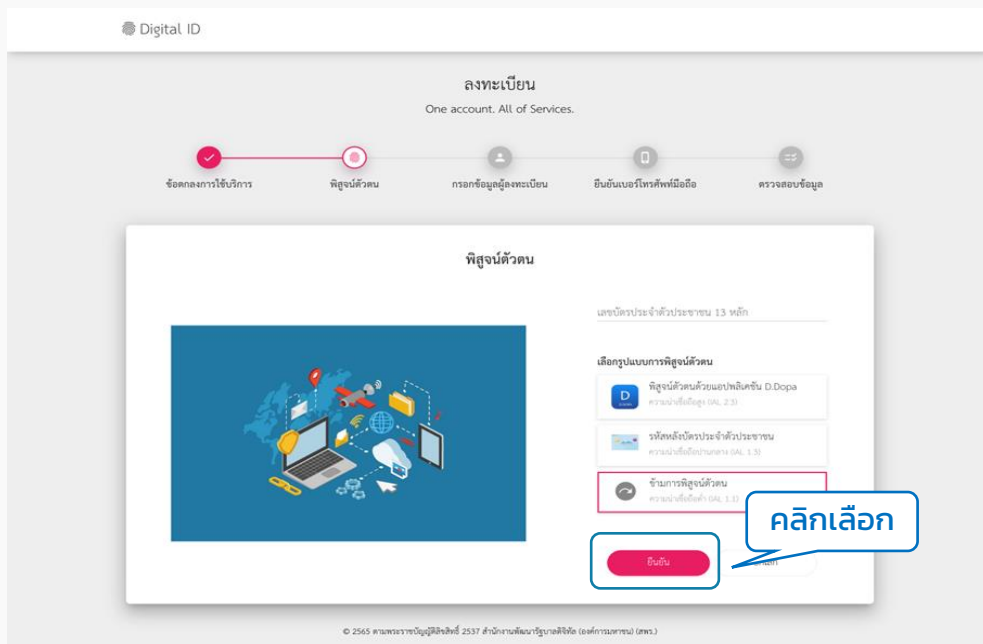 Digital ID
ลงทะเบียน
One account. All of Services.
ข้อตกลงการใช้บริการ
พิสูจน์ตัวตน
กรอกข้อมูลผู้ลงทะเบียน
ยืนยันเบอร์โทรศัพท์มือถือ
ตรวจสอบข้อมูล
พิสูจน์ตัวตน
เลขบัตรประจำตัวประชาชน 13 หลัก
เลือกรูปแบบการพิสูจน์ตัวตน
D
พิสูจน์ตัวตนด้วยแอปพลิเคชัน D.Dopa
ความน่าเชื่อถือสูง (IAL 2.3)
รหัสหลังบัตรประจำตัวประชาชน
ความน่าเชื่อถือปานกลาง (IAL 1.3)
ข้ามการพิสูจน์ตัวตน
ความน่าเชื่อถือต่ำ (IAL 1.1)
คลิกเลือก
ยืนยัน
© 2565 ตามพระราชบัญญัติลิขสิทธิ์ 2537 สำนักงานพัฒนารัฐบาลดิจิทัล (องค์การมหาชน) (สพร.)